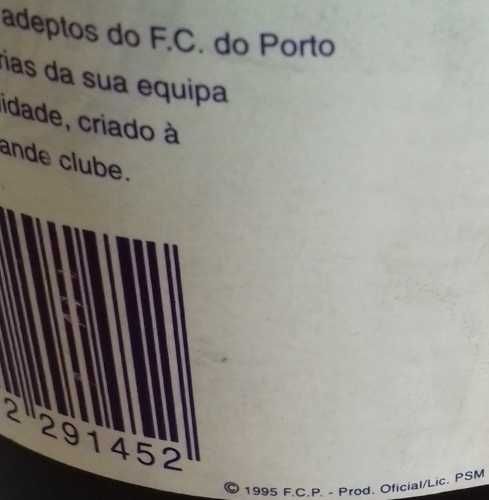 adeptos do F.C. do Porto
rias da sua equipa
idade, criado à
ande clube.
2 291452
© 1995 F.C.P. - Prod. Oficial/Lic. PSM